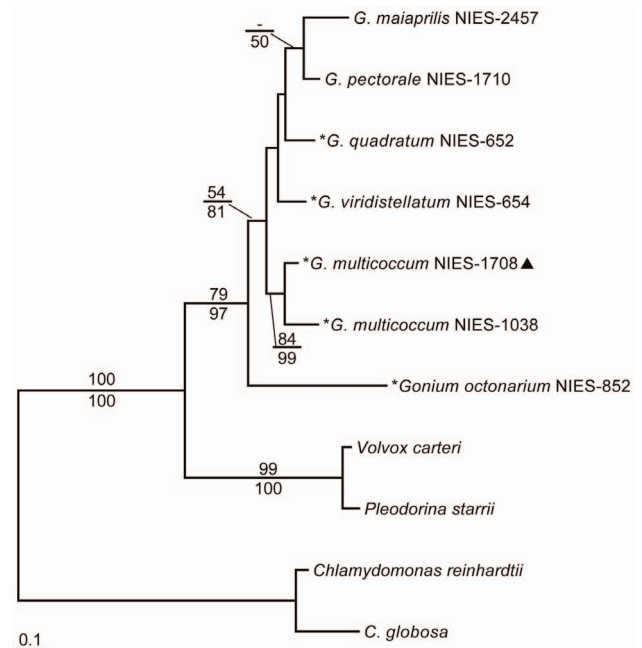 G. maiaprilis NIES-2457
-
50
G. pectorale NIES-1710
*G. quadratum NIES-652
54
81
*G. viridistellatum NIES-654
*G. multicoccum NIES-1708▲
79
97
*G. multicoccum NIES-1038
84
99
100
100
*Gonium octonarium NIES-852
Volvox carteri
99
100
Pleodorina starrii
Chlamydomonas reinhardtii
C. globosa
0.1